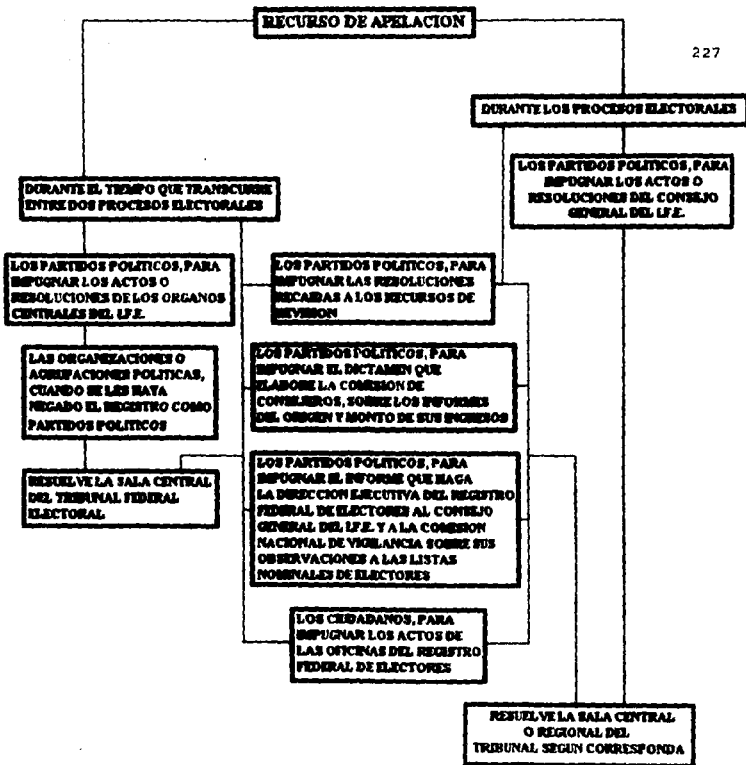 RECURSO DE APELACION
227
DURANTE LOS PROCESOS ELECTORALES
LOS PARTIDOS POLITICOS, PARA
IMPUGNAR LOS ACTOS O
RESOLUCIONES DEL CONSEJO
GENERAL DEL I.F.E.
DURANTE EL TIEMPO QUE TRANSCURRE
ENTRE DOS PROCESOS ELECTORALES
LOS PARTIDOS POLITICOS, PARA
IMPUGNAR LOS ACTOS O
RESOLUCIONES DE LOS ORGANOS
CENTRALES DEL I.F.E.
LOS PARTIDOS POLITICOS, PARA
IMPUGNAR LAS RESOLUCIONES
RECAIDAS A LOS RECURSOS DE
REVISION
LAS ORGANIZACIONES O
AGRUPACIONES POLITICAS,
CUANDO SE LES HAYA
NEGADO EL REGISTRO COMO
PARTIDOS POLITICOS
LOS PARTIDOS POLITICOS, PARA
IMPUGNAR EL DICTAMEN QUE
ELABORE LA COMISION DE
CONSEJEROS, SOBRE LOS INFORMES
DEL ORIGEN Y MONTO DE SUS INGRESOS
RESUELVE LA SALA CENTRAL
DEL TRIBUNAL FEDERAL
ELECTORAL
LOS PARTIDOS POLITICOS, PARA
IMPUGNAR EL INFORME QUE HAGA
LA DIRECCION EJECUTIVA DEL REGISTRO
FEDERAL DE ELECTORES AL CONSEJO
GENERAL DEL I.F.E. Y A LA COMISION
NACIONAL DE VIGILANCIA SOBRE SUS
OBSERVACIONES A LAS LISTAS
NOMINALES DE ELECTORES
LOS CIUDADANOS, PARA
IMPUGNAR LOS ACTOS DE
LAS OFICINAS DEL REGISTRO
FEDERAL DE ELECTORES
RESUELVE LA SALA CENTRAL
O REGIONAL DEL
TRIBUNAL SEGUN CORRESPONDA